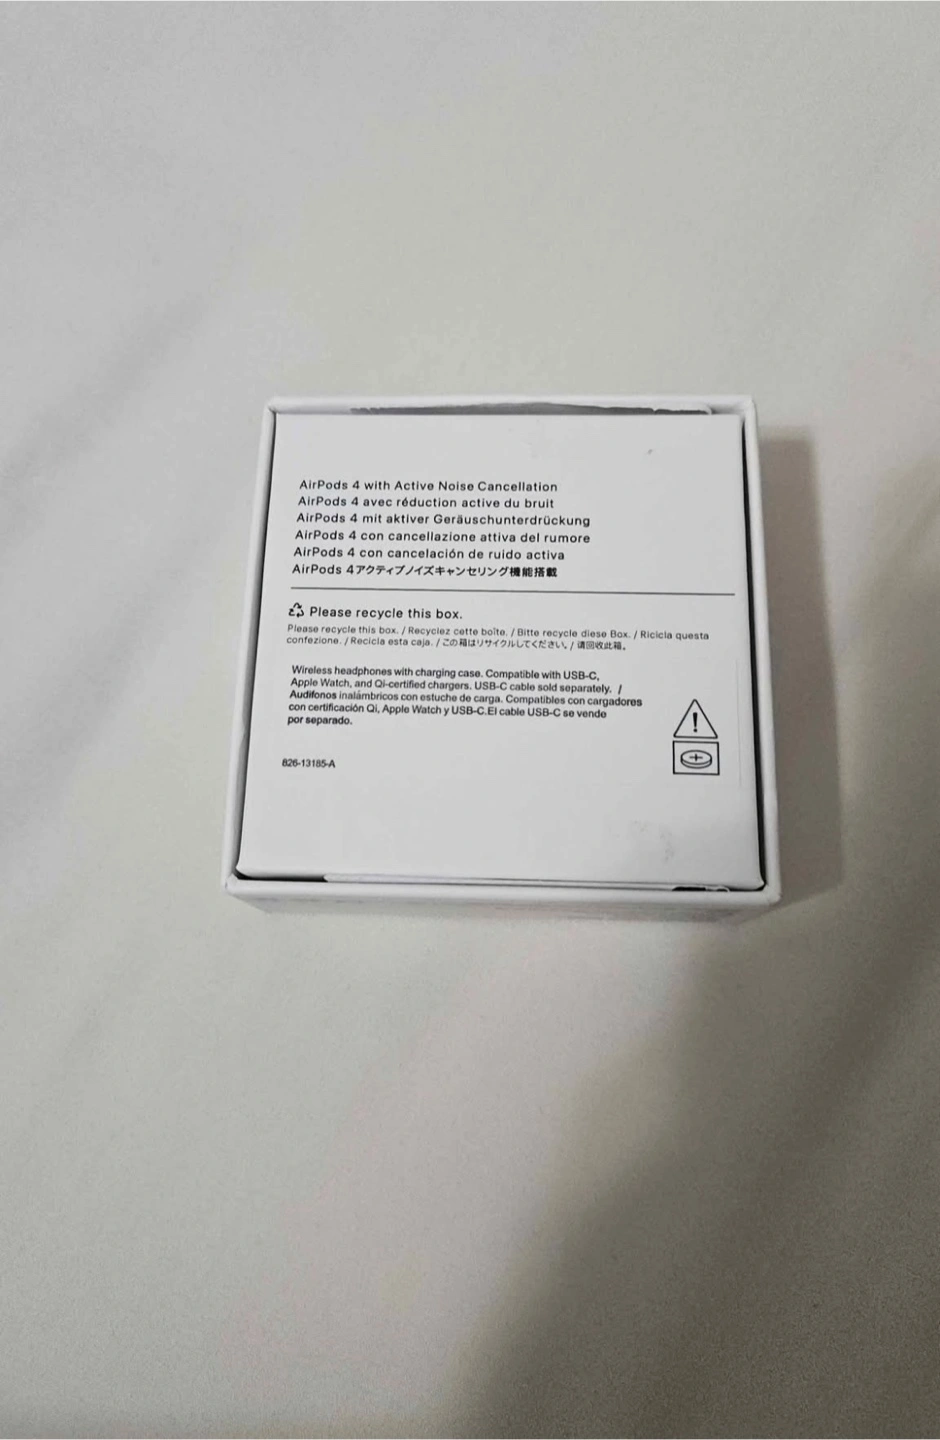 AirPods 4 with Active Noise Cancellation
AirPods 4 avec réduction active du bruit
AirPods 4 mit aktiver Geräuschunterdrückung
AirPods 4 con cancellazione attiva del rumore
AirPods 4 con cancelación de ruido activa
AirPods 4アクティブノイズキャンセリング機能搭載
Please recycle this box.
Please recycle this box. / Recyclez cette boîte. / Bitte recycle diese Box. / Ricicla questa
confezione. / Recicla esta caja. / この箱はリサイクルしてください。/ 请回收此箱。
Wireless headphones with charging case. Compatible with USB-C,
Apple Watch, and Qi-certified chargers. USB-C cable sold separately. /
Audífonos inalámbricos con estuche de carga. Compatibles con cargadores
con certificación Qi, Apple Watch y USB-C.El cable USB-C se vende
por separado.
826-13185-A